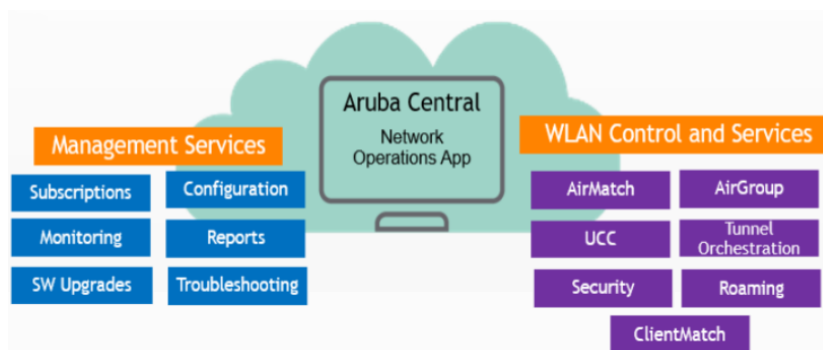 Aruba Central
Network
Operations App
Management Services
Subscriptions
Configuration
Monitoring
Reports
SW Upgrades
Troubleshooting
WLAN Control and Services
AirMatch
AirGroup
UCC
Tunnel
Orchestration
Security
Roaming
ClientMatch